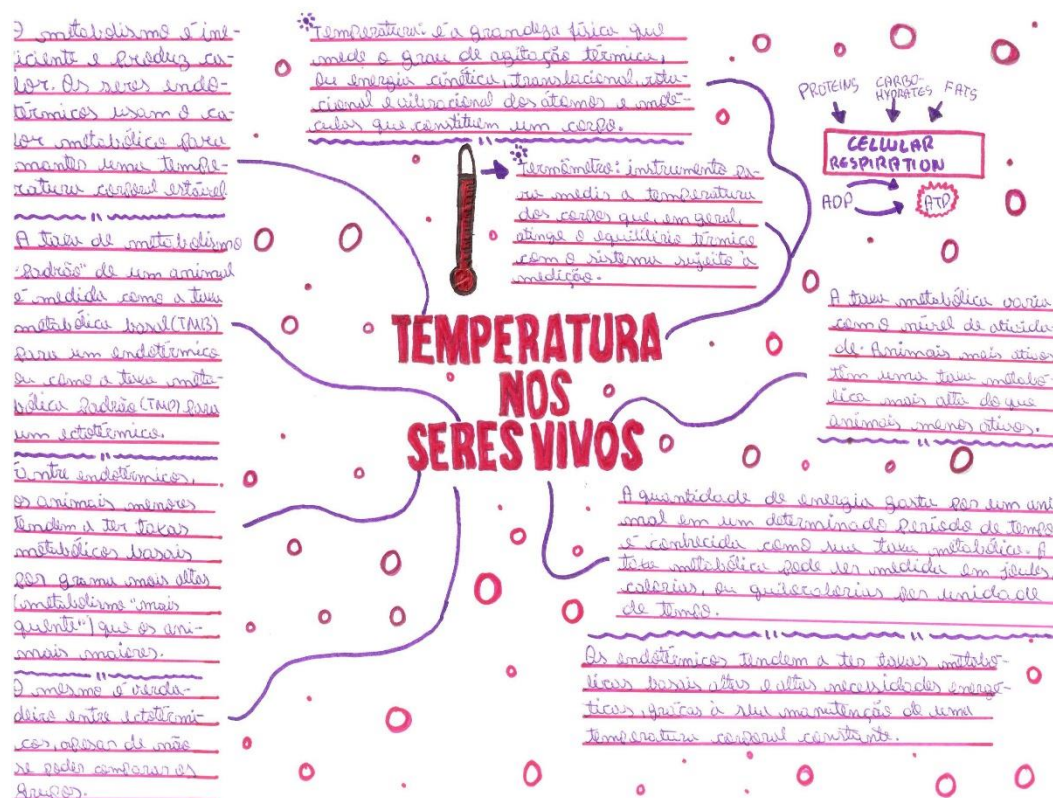 O metabolismo é ine-
iciente e produz ca-
lor. Os seres endo-
térmicos usam o ca-
lor metabólico para
manter uma tempe-
ratura corporal estável
A taxa de metabolismo
"padrão" de um animal
é medida como a taxa
metabólica basal (TMB)
para um endotérmico
ou como a taxa meta-
bólica padrão (TMP) para
um ectotérmico.
Entre endotérmicos,
os animais menores
tendem a ter taxas
metabólicos basais
por grama mais altas
(metabolismo "mais
quente") que os ani-
mais maiores.
O mesmo é verda-
deiro entre ectotérmi-
cos, apesar de não
se poder comparar os
grupos.
Temperatura: é a grandeza física que
mede o grau de agitação térmica,
ou energia cinética, translacional, rota-
cional e vibracional dos átomos e molé-
culas que constituem um corpo.
Termômetro: instrumento pa-
ra medir a temperatura
dos corpos que, em geral,
atinge o equilíbrio térmico
com o sistema sujeito à
medição.
TEMPERATURA
NOS
SERES VIVOS
PROTEINS CARBO-
HYDRATES FATS
CELLULAR
RESPIRATION
ADP ATP
A taxa metabólica varia
com o nível de ativida
de. Animais mais ativos
têm uma taxa metabó-
lica mais alta do que
animais menos ativos.
A quantidade de energia gasta por um ani
mal em um determinado período de tempo
é conhecida como sua taxa metabólica. A
taxa metabólica pode ser medida em joules,
calorias, ou quilocalorias por unidade
de tempo.
Os endotérmicos tendem a ter taxas metabó-
licas basais altas e altas necessidades energé-
ticas, graças à sua manutenção de uma
temperatura corporal constante.